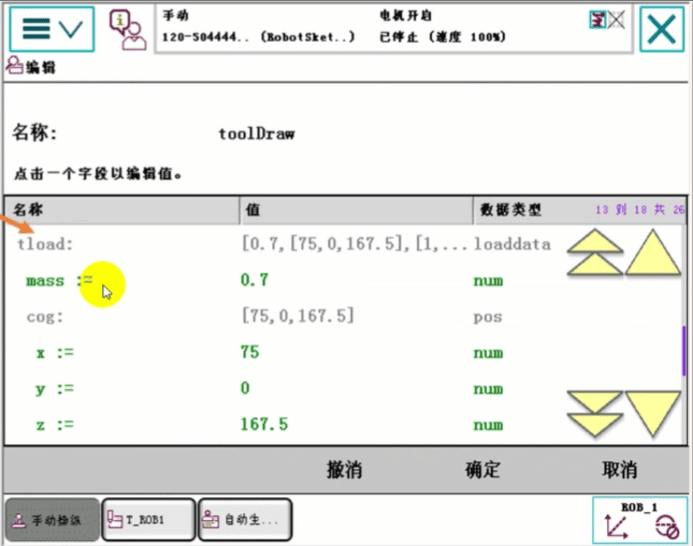 手动
电机开启
120-504444.. (RobotSket..)
已停止 (速度 100%)
编辑
名称: toolDraw
点击一个字段以编辑值。
名称 值 数据类型 13 到 18 共 26
tload: [0.7,[75,0,167.5],[1,... loaddata
mass := 0.7 num
cog: [75,0,167.5] pos
x := 75 num
y := 0 num
z := 167.5 num
撤消 确定 取消
手动操纵 T_ROB1 自动生... ROB_1